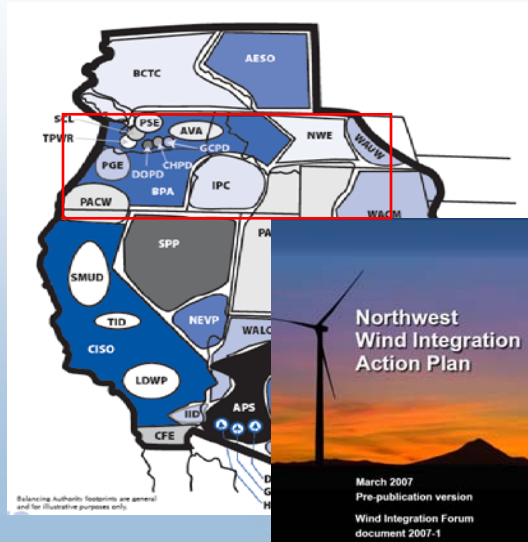 AESO
BCTC
SCL
PSE
TPWR
AVA
NWE
WAUW
GCPD
PGE
CHPD
DOPD
BPA
IPC
PACW
WACM
SPP
PA
SMUD
NEVP
TID
WALC
CISO
LDWP
IID
APS
CFE
D
G
H
Balancing Authority footprints are general
and for illustrative purposes only.
Northwest
Wind Integration
Action Plan
March 2007
Pre-publication version
Wind Integration Forum
document 2007-1